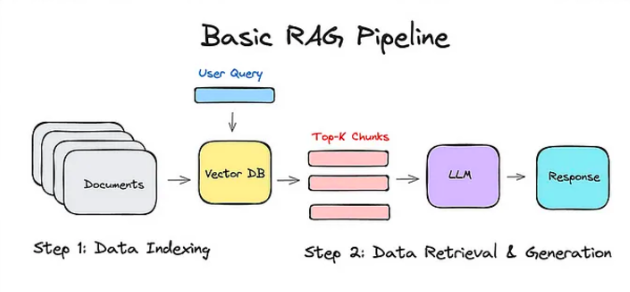 Basic RAG Pipeline
User Query
Top-K Chunks
Documents
Vector DB
LLM
Response
Step 1: Data Indexing
Step 2: Data Retrieval & Generation